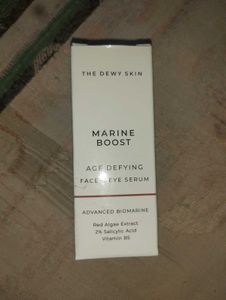 THE DEWY SKIN
MARINE
BOOST
AGE DEFYING
FACE & EYE SERUM
ADVANCED BIOMARINE
Red Algae Extract
2% Salicylic Acid
Vitamin B5